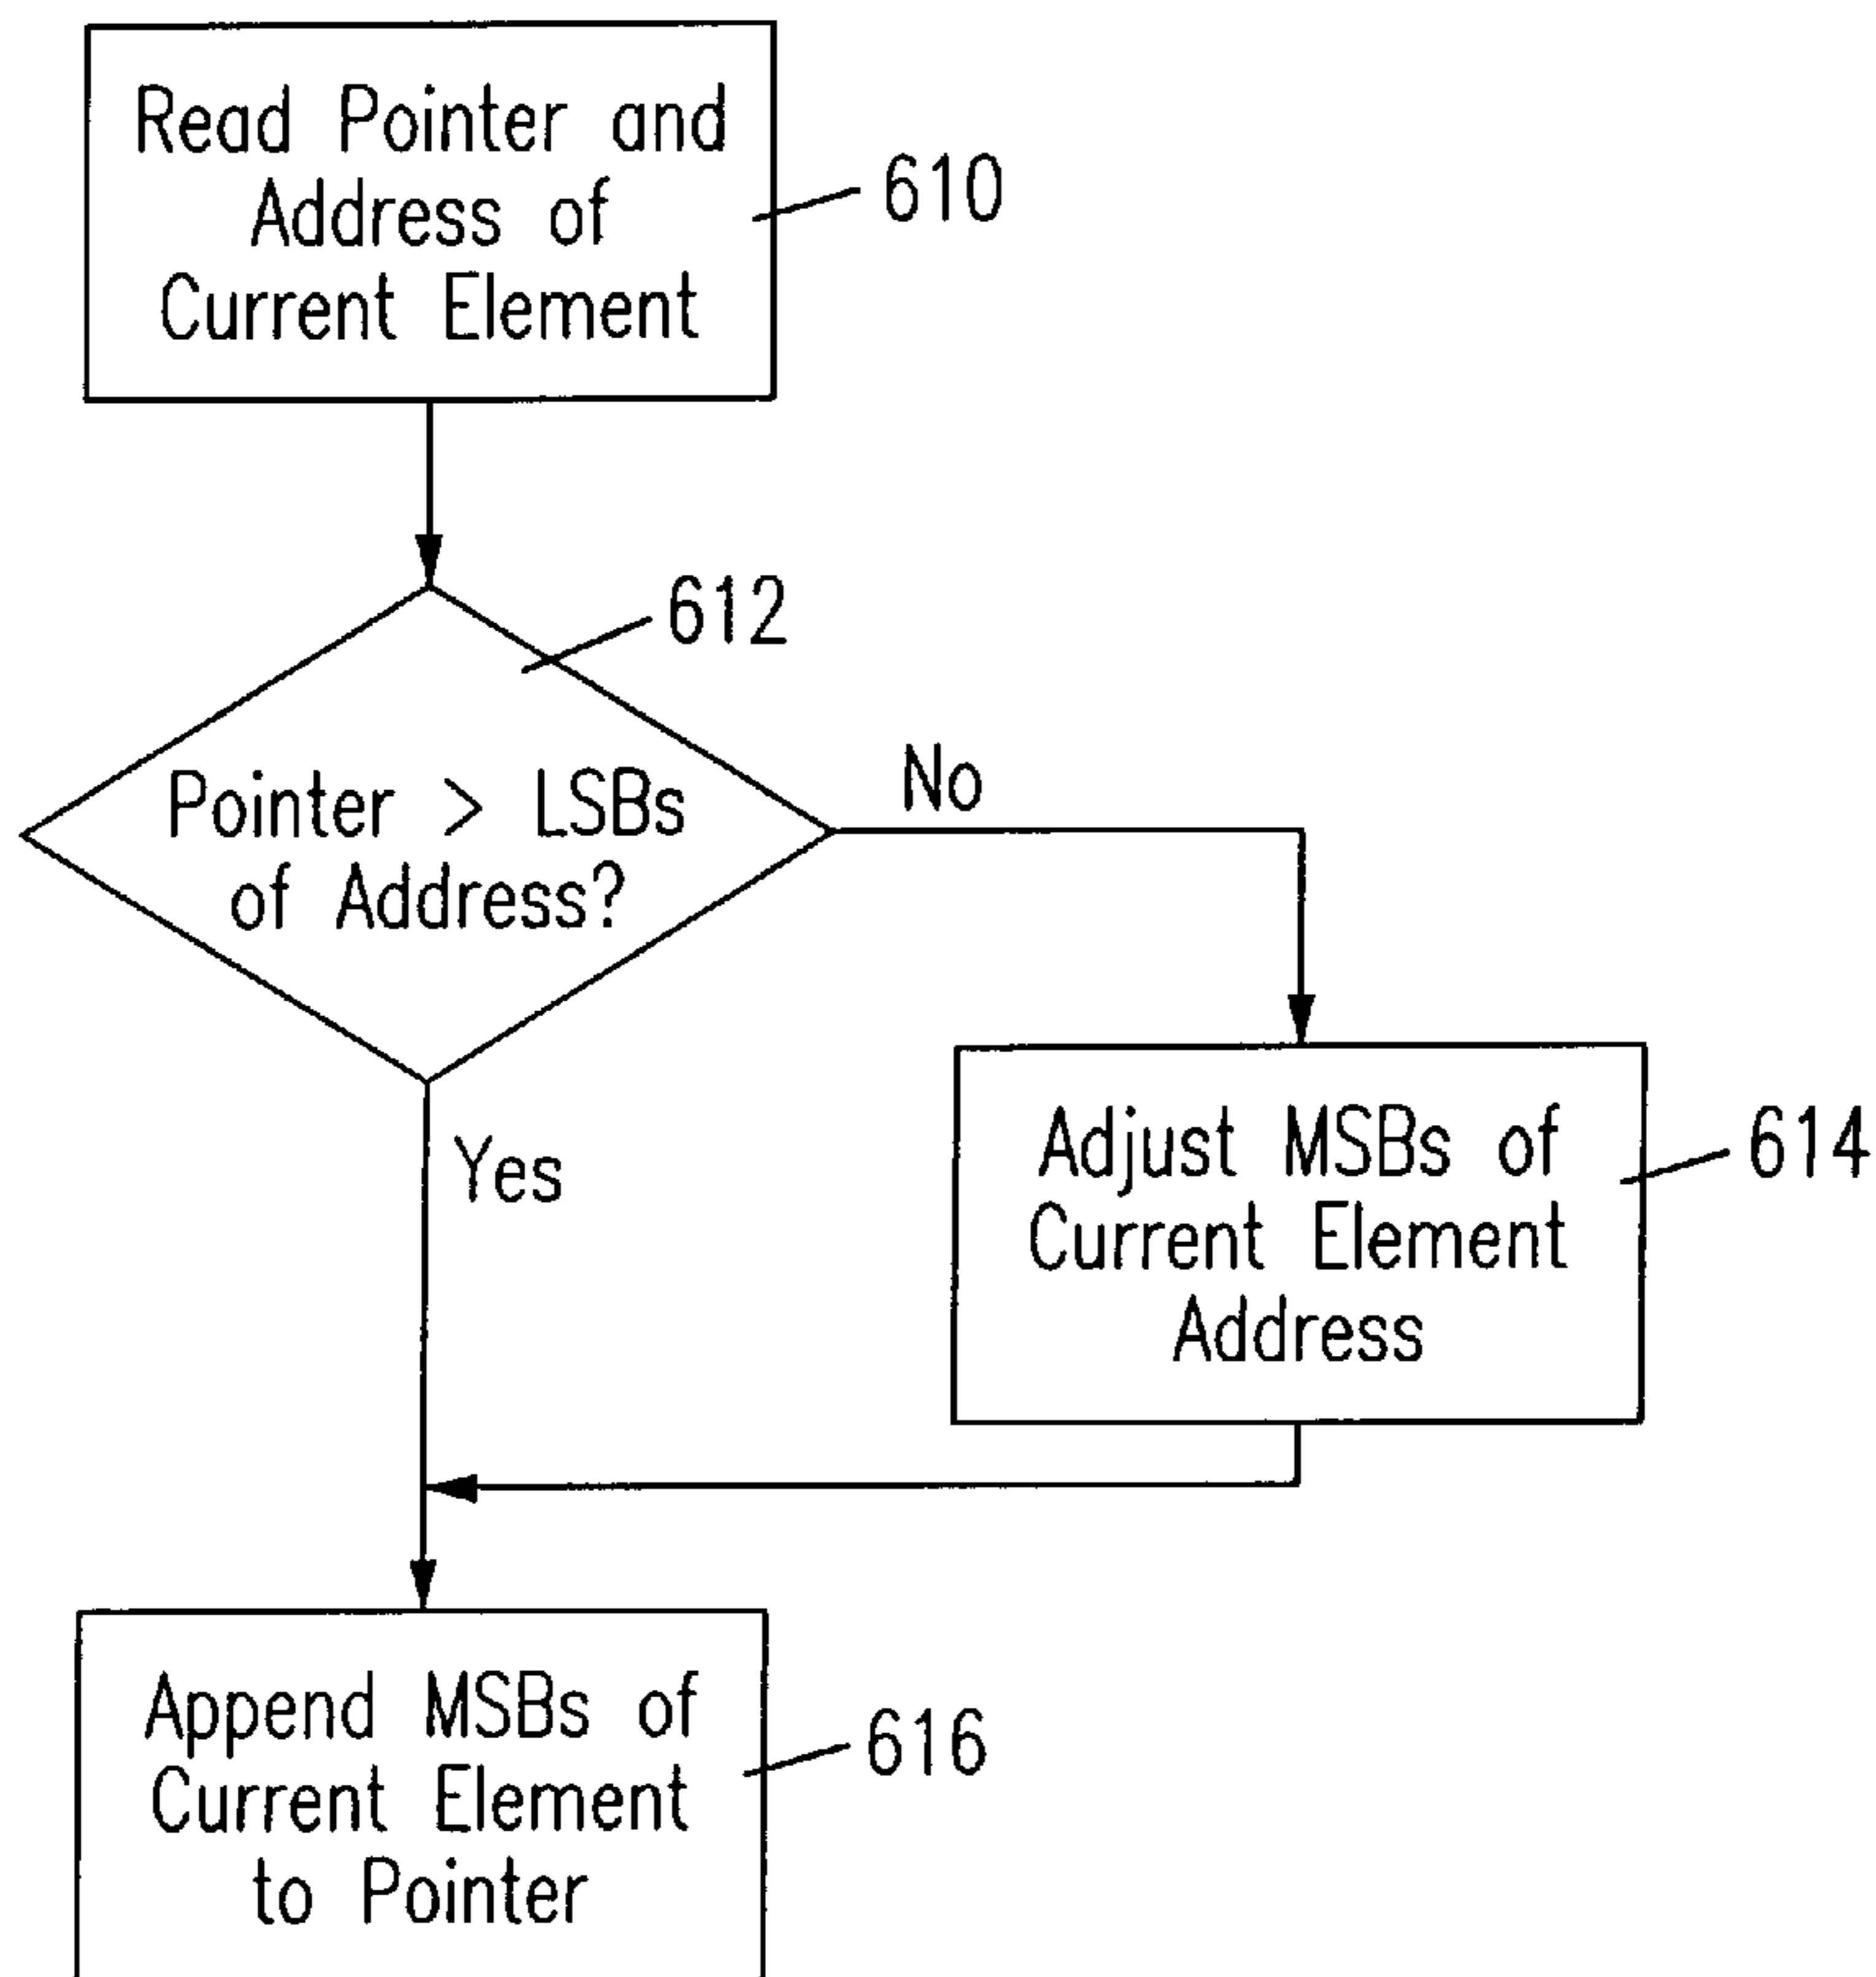 Read Pointer and
Address of
Current Element
610
612
Pointer > LSBs
of Address?
No
Yes
Adjust MSBs of
Current Element
Address
614
Append MSBs of
Current Element
to Pointer
616